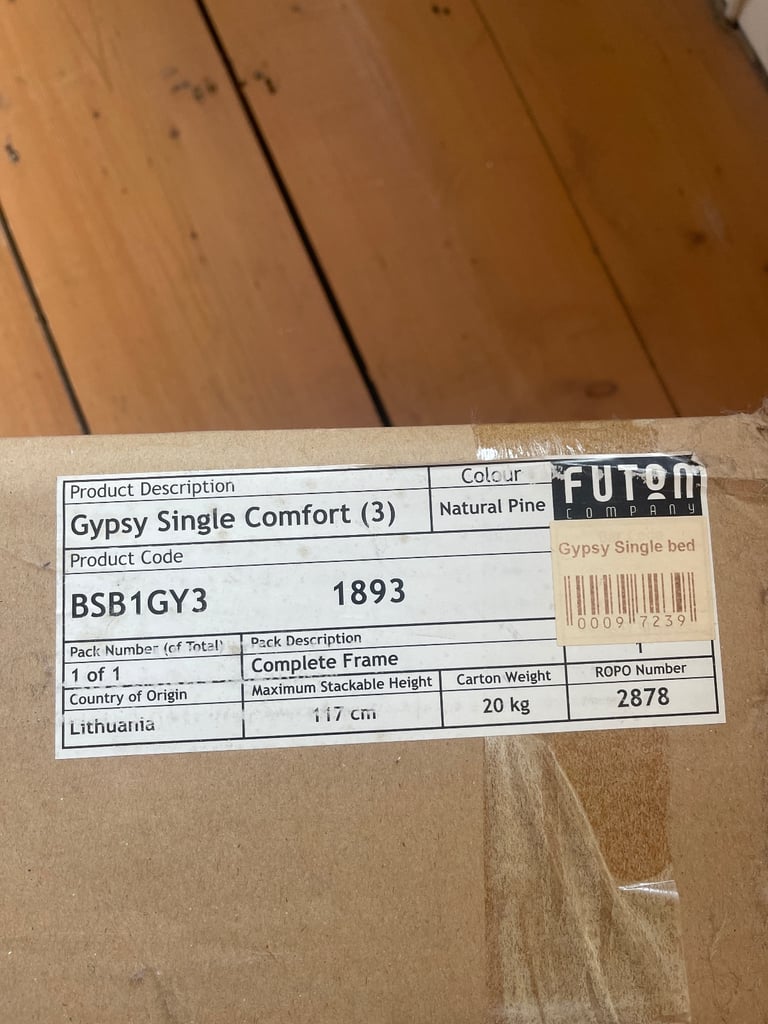 Product Description
Gypsy Single Comfort (3)
Colour
Natural Pine
FUTON
COMPANY
Gypsy Single bed
0009 7239
Product Code
BSB1GY3 1893
Pack Number (of Total)
1 of 1
Pack Description
Complete Frame
Country of Origin
Lithuania
Maximum Stackable Height
117 cm
Carton Weight
20 kg
ROPO Number
2878